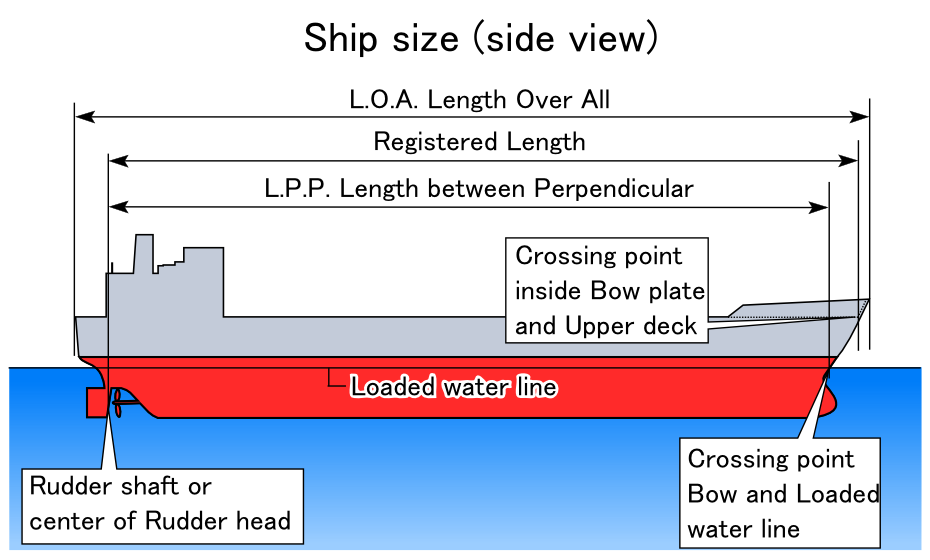 Ship size (side view)
L.O.A. Length Over All
Registered Length
L.P.P. Length between Perpendicular
Crossing point
inside Bow plate
and Upper deck
Loaded water line
Rudder shaft or
center of Rudder head
Crossing point
Bow and Loaded
water line